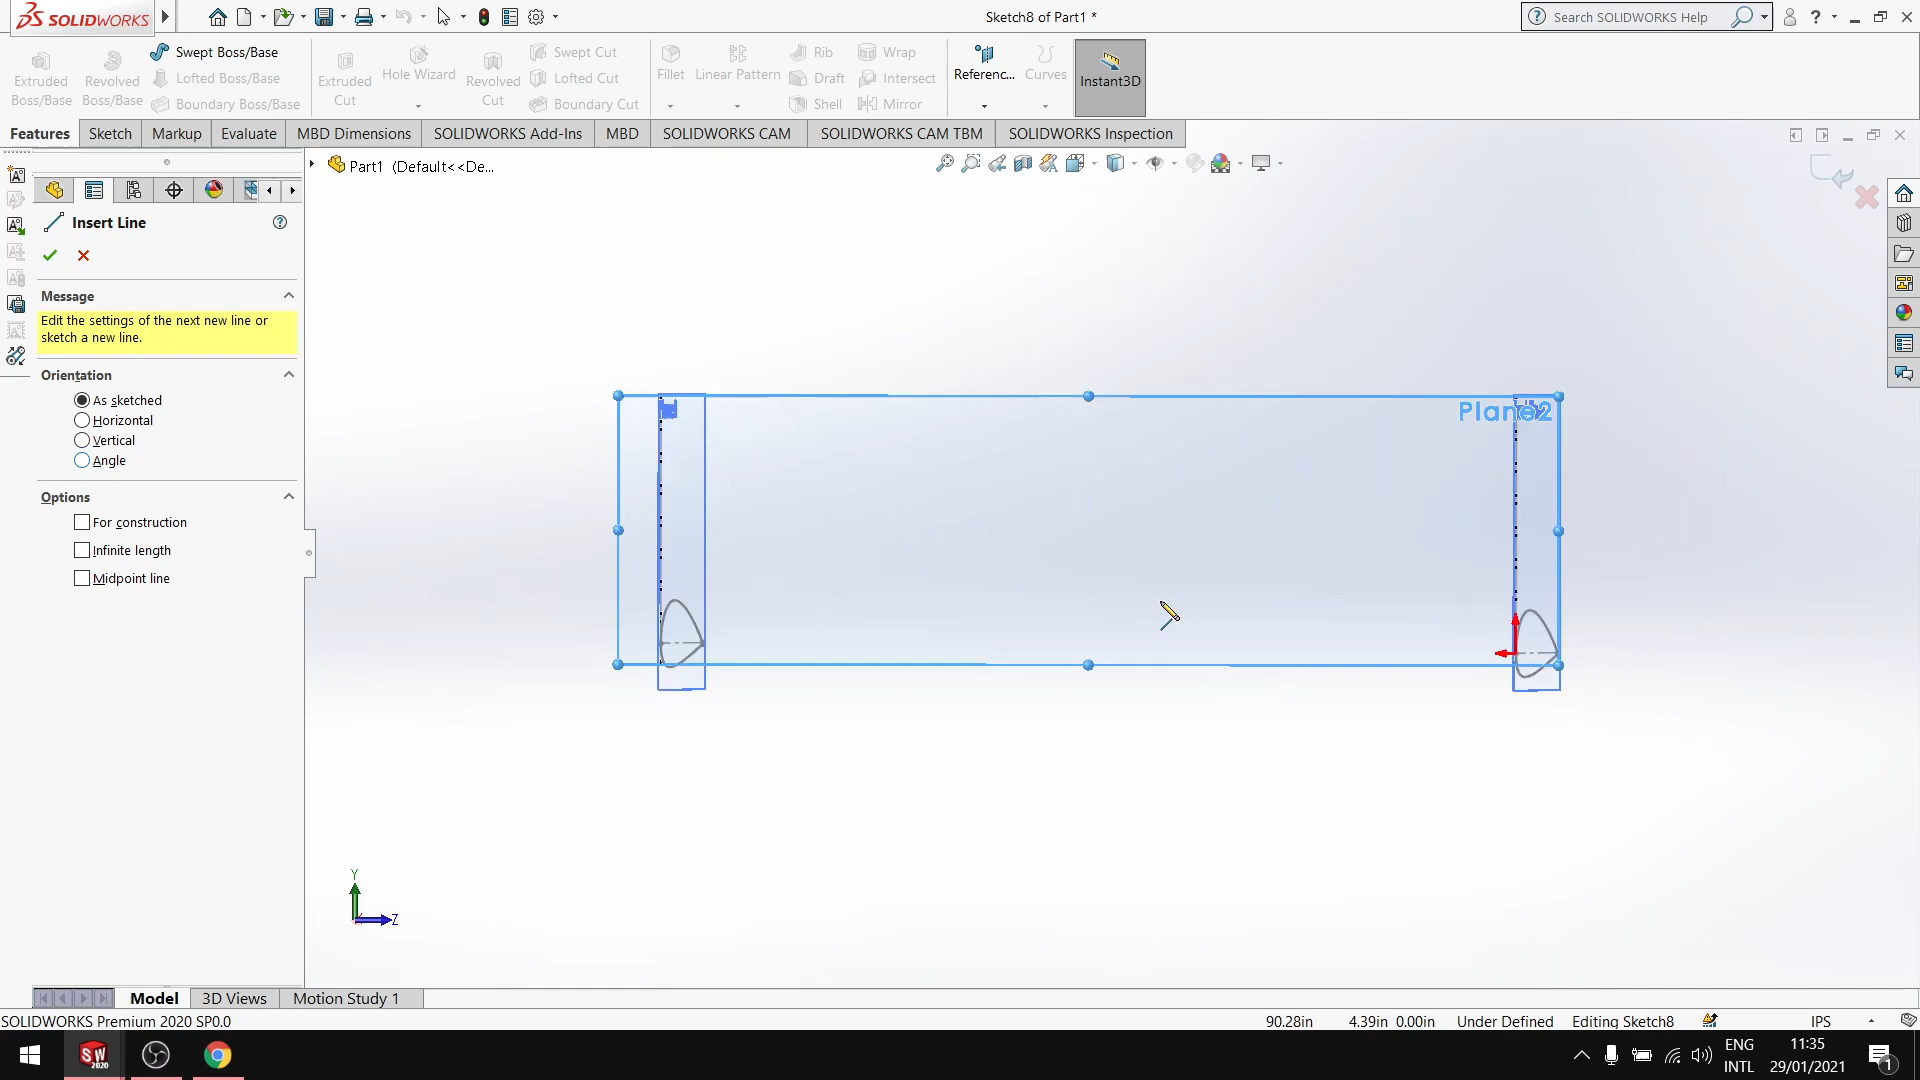 SOLIDWORKS
Sketch8 of Part1 *
Search SOLIDWORKS Help
Extruded Boss/Base
Revolved Boss/Base
Swept Boss/Base
Lofted Boss/Base
Boundary Boss/Base
Extruded Cut
Hole Wizard
Revolved Cut
Swept Cut
Lofted Cut
Boundary Cut
Fillet
Linear Pattern
Rib
Draft
Shell
Wrap
Intersect
Mirror
Referenc...
Curves
Instant3D
Features
Sketch
Markup
Evaluate
MBD Dimensions
SOLIDWORKS Add-Ins
MBD
SOLIDWORKS CAM
SOLIDWORKS CAM TBM
SOLIDWORKS Inspection
Part1 (Default<<De...
Insert Line
Message
Edit the settings of the next new line or
sketch a new line.
Orientation
As sketched
Horizontal
Vertical
Angle
Options
For construction
Infinite length
Midpoint line
Plane2
Y
Z
Model
3D Views
Motion Study 1
SOLIDWORKS Premium 2020 SP0.0
90.28in
4.39in
0.00in
Under Defined
Editing Sketch8
IPS
SW
2020
ENG
INTL
11:35
29/01/2021
1